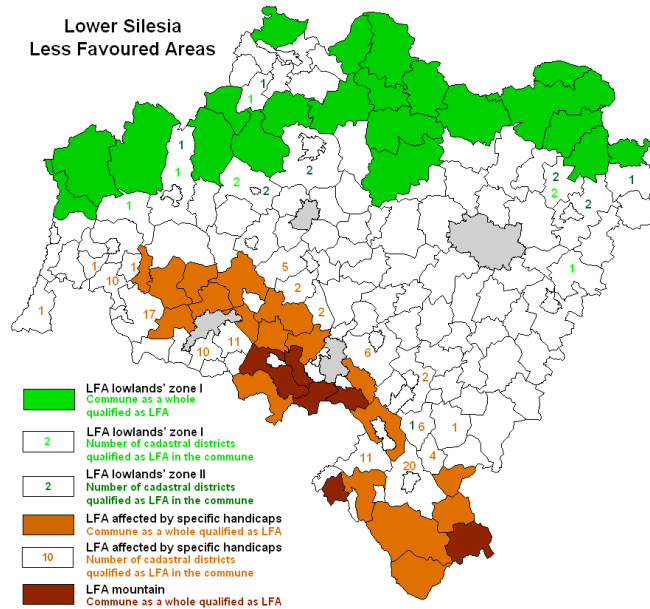 Lower Silesia
Less Favoured Areas
1
1
1
1
2
2
2
1
2
2
2
1
1
1
1
1
10
5
2
1
17
2
11
10
6
2
1
6
1
11
20
4
LFA lowlands' zone I
Commune as a whole
qualified as LFA
2
LFA lowlands' zone I
Number of cadastral districts
qualified as LFA in the commune
2
LFA lowlands' zone II
Number of cadastral districts
qualified as LFA in the commune
LFA affected by specific handicaps
Commune as a whole qualified as LFA
10
LFA affected by specific handicaps
Number of cadastral districts
qualified as LFA in the commune
LFA mountain
Commune as a whole qualified as LFA